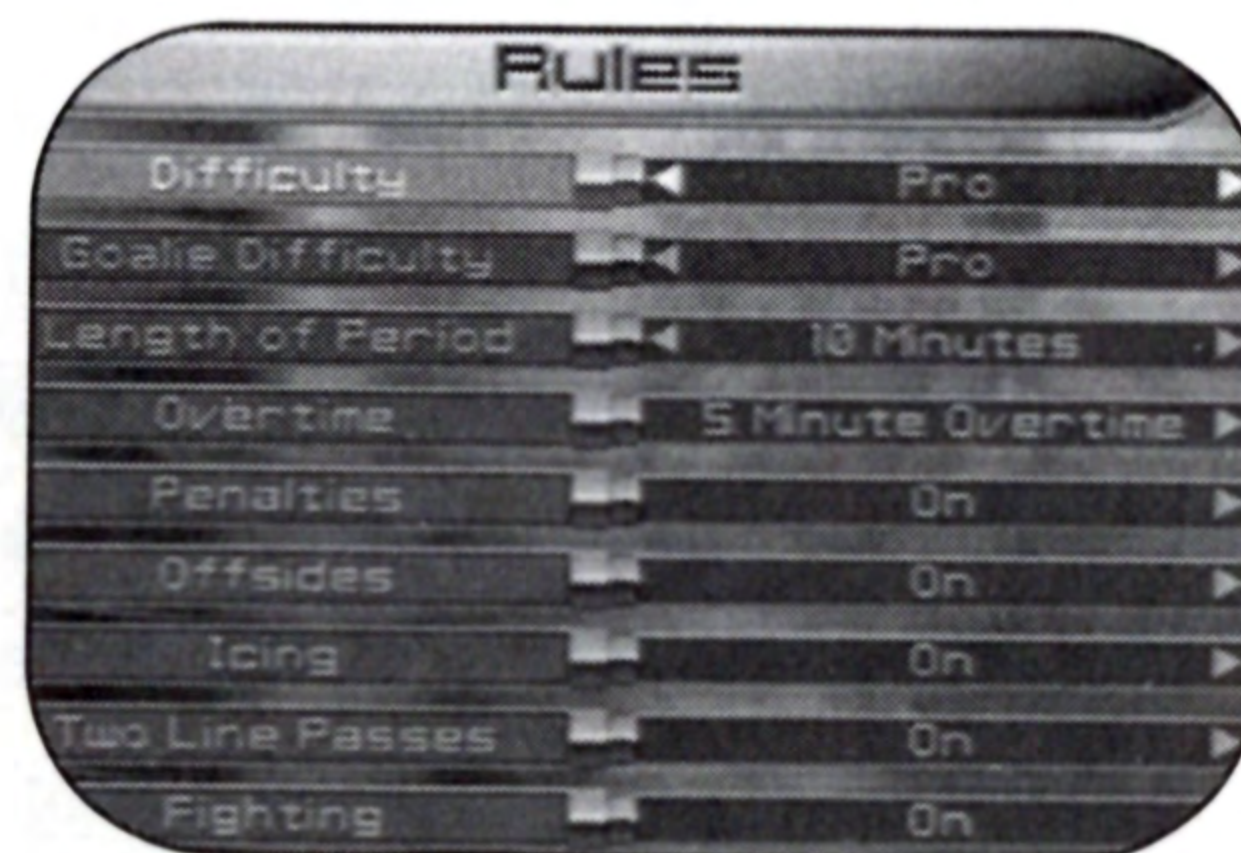 Rules
Difficulty Pro
Goalie Difficulty Pro
Length of Period 10 Minutes
Overtime 5 Minute Overtime
Penalties On
Offsides On
Icing On
Two Line Passes On
Fighting On